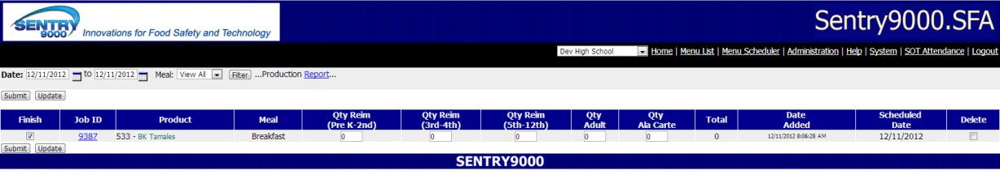 SENTRY 9000 Innovations for Food Safety and Technology
Sentry9000.SFA
Dev High School Home | Menu List | Menu Scheduler | Administration | Help | System | SOT Attendance | Logout
Date: 12/11/2012 to 12/11/2012 Meal: View All Filter ...Production Report...
Submit Update
Finish Job ID Product Meal Qty Reim (Pre K-2nd) Qty Reim (3rd-4th) Qty Reim (5th-12th) Qty Adult Qty Ala Carte Total Date Added Scheduled Date Delete
9387 533 - BK Tamales Breakfast 0 0 0 0 0 0 12/11/2012 8:06:28 AM 12/11/2012
Submit Update
SENTRY9000